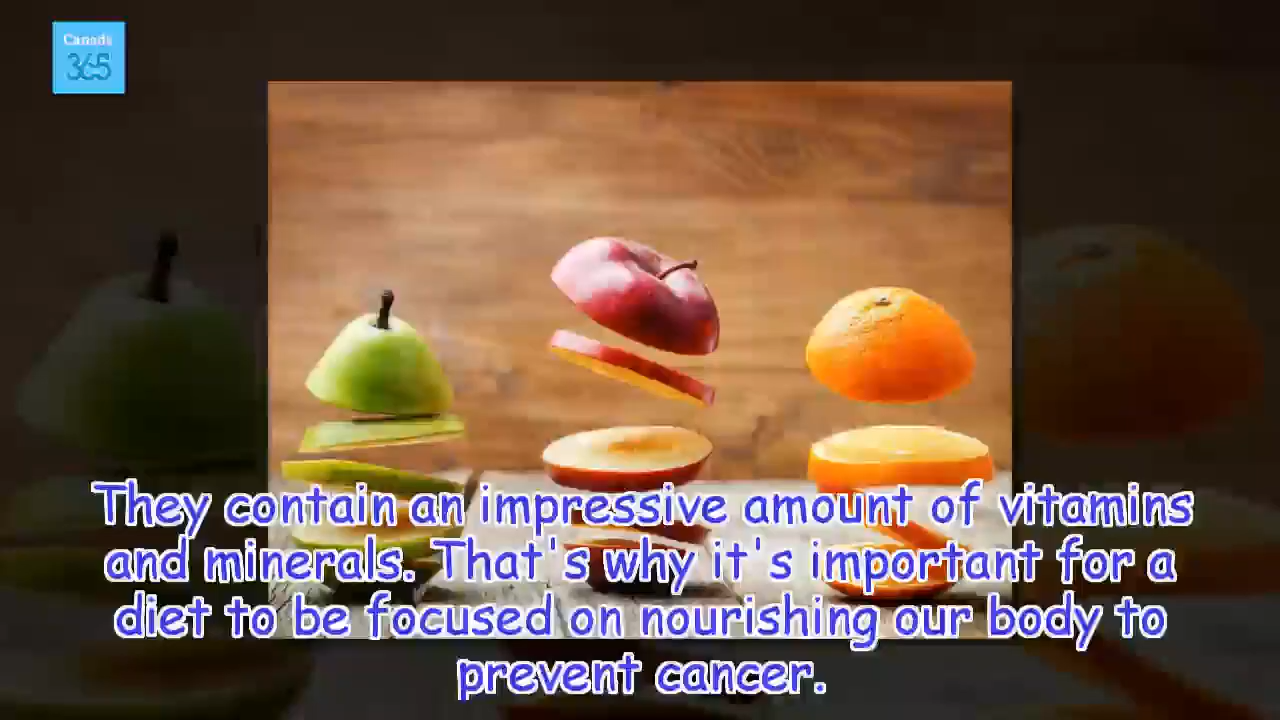 Canada
365
They contain an impressive amount of vitamins
and minerals. That's why it's important for a
diet to be focused on nourishing our body to
prevent cancer.